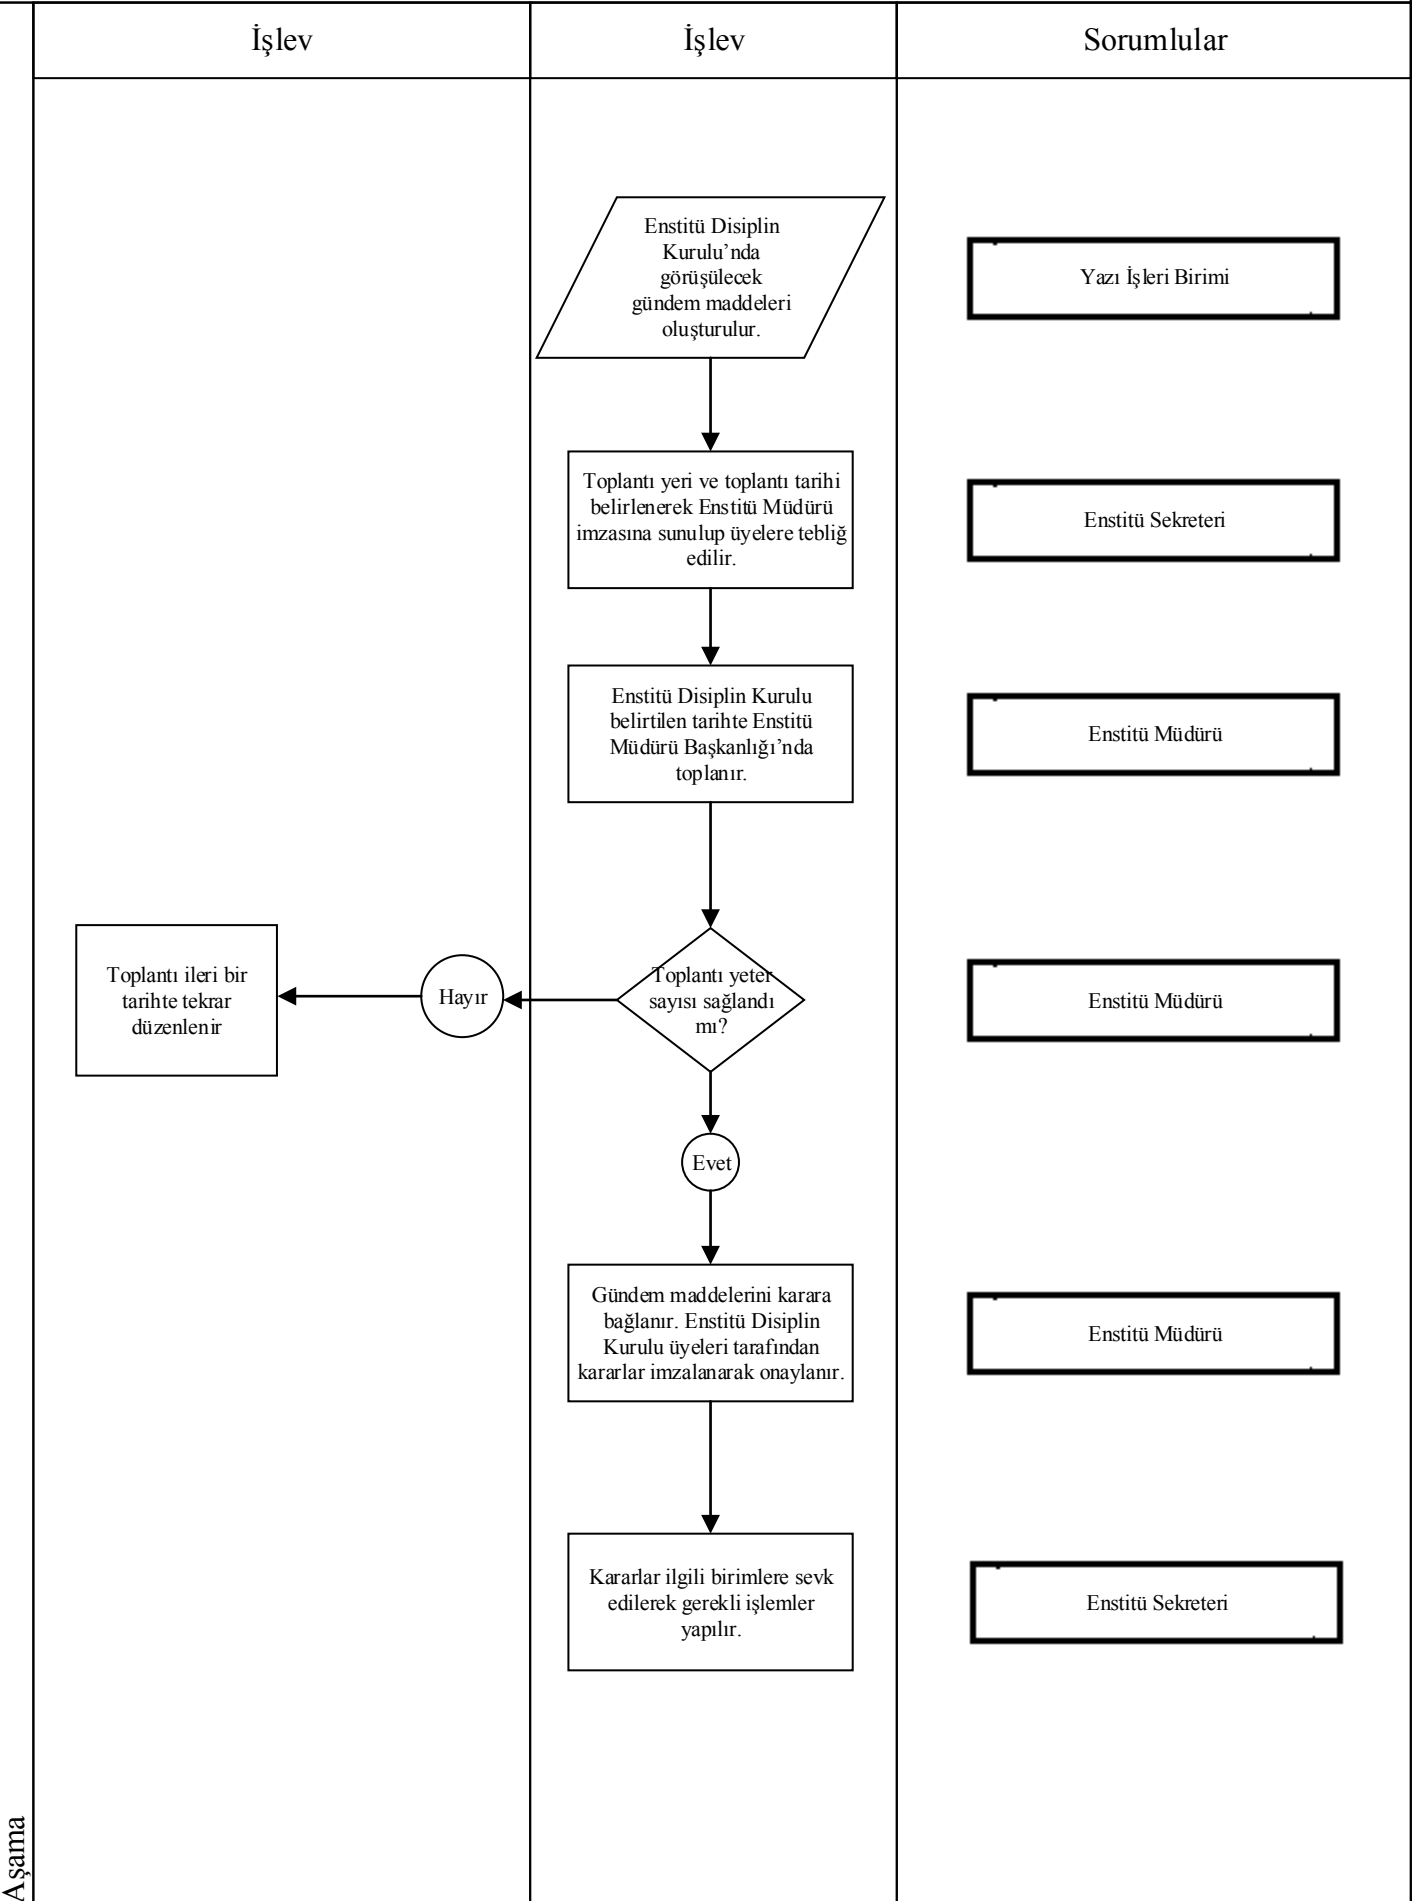 İşlev
İşlev
Sorumlular
Enstitü Disiplin
Kurulu’nda
görüşülecek
gündem maddeleri
oluşturulur.
Yazı İşleri Birimi
Toplantı yeri ve toplantı tarihi
belirlenerek Enstitü Müdürü
imzasına sunulup üyelere tebliğ
edilir.
Enstitü Sekreteri
Enstitü Disiplin Kurulu
belirtilen tarihte Enstitü
Müdürü Başkanlığı’nda
toplanır.
Enstitü Müdürü
Toplantı ileri bir
tarihte tekrar
düzenlenir
Hayır
Toplantı yeter
sayısı sağlandı
mı?
Enstitü Müdürü
Evet
Gündem maddelerini karara
bağlanır. Enstitü Disiplin
Kurulu üyeleri tarafından
kararlar imzalanarak onaylanır.
Enstitü Müdürü
Kararlar ilgili birimlere sevk
edilerek gerekli işlemler
yapılır.
Enstitü Sekreteri
Aşama